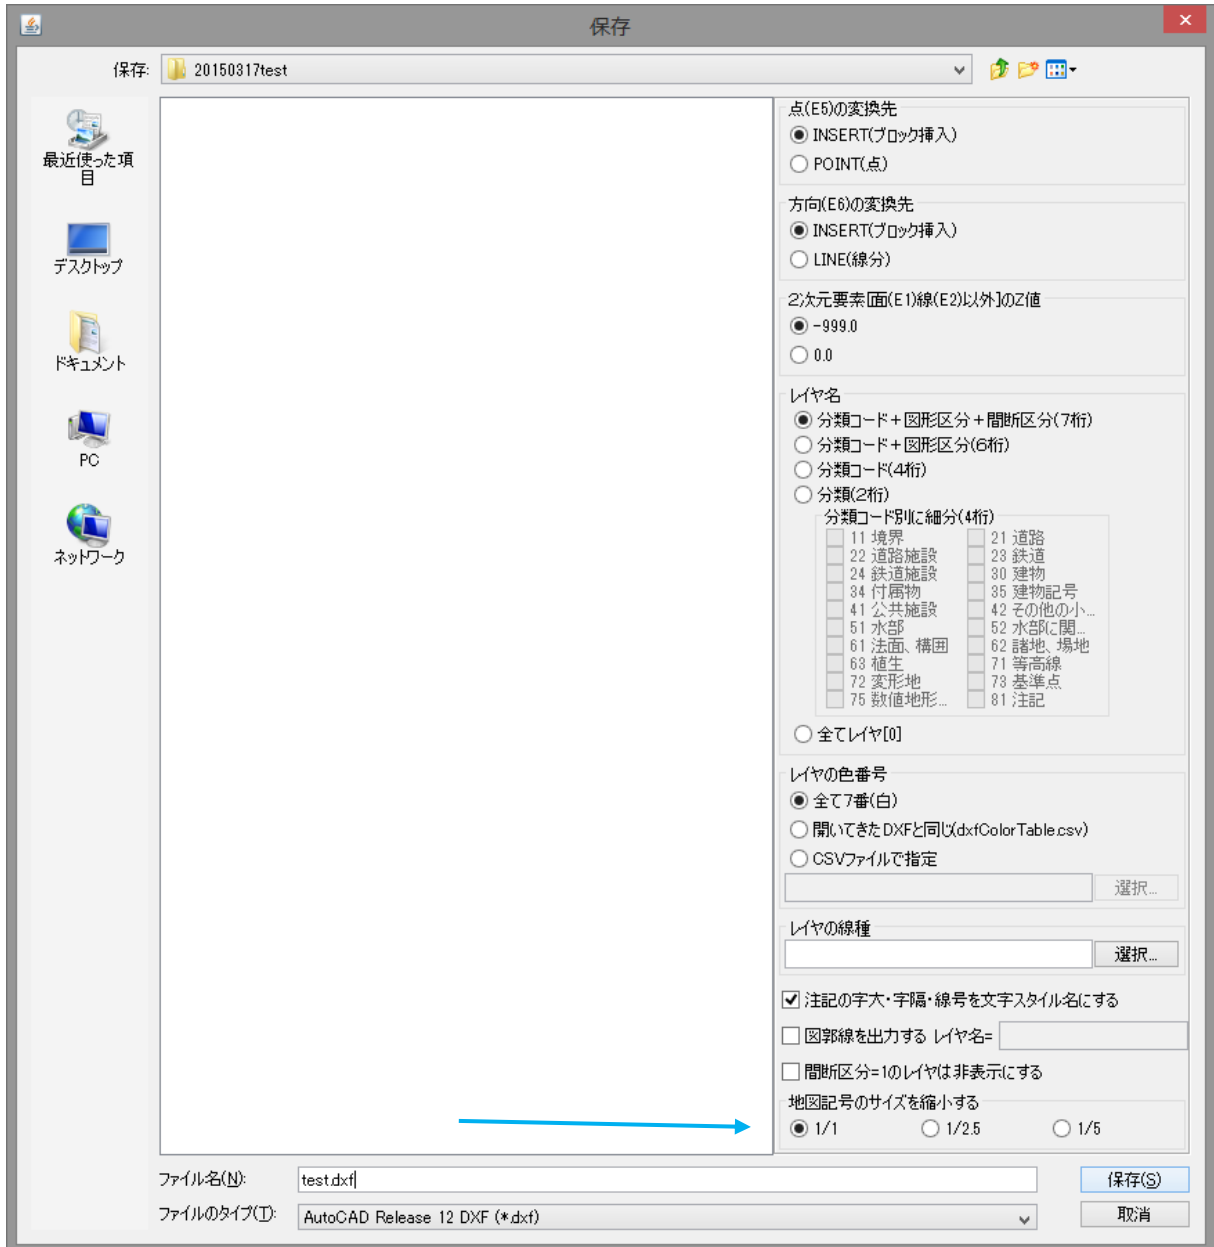 保存
保存:
20150317test
最近使った項
目
デスクトップ
ドキュメント
PC
ネットワーク
点(E5)の変換先
INSERT(ブロック挿入)
POINT(点)
方向(E6)の変換先
INSERT(ブロック挿入)
LINE(線分)
2次元要素[面(E1)線(E2)以外]のZ値
-999.0
0.0
レイヤ名
分類コード+図形区分+間断区分(7桁)
分類コード+図形区分(6桁)
分類コード(4桁)
分類(2桁)
分類コード別に細分(4桁)
11 境界 21 道路
22 道路施設 23 鉄道
24 鉄道施設 30 建物
34 付属物 35 建物記号
41 公共施設 42 その他の小...
51 水部 52 水部に関...
61 法面、構囲 62 諸地、場地
63 植生 71 等高線
72 変形地 73 基準点
75 数値地形... 81 注記
全てレイヤ[0]
レイヤの色番号
全て7番(白)
開いてきたDXFと同じ(dxfColorTable.csv)
CSVファイルで指定
選択...
レイヤの線種
選択...
注記の字大・字隔・線号を文字スタイル名にする
図郭線を出力する レイヤ名=
間断区分=1のレイヤは非表示にする
地図記号のサイズを縮小する
1/1 1/2.5 1/5
ファイル名(N): test.dxf 保存(S)
ファイルのタイプ(T): AutoCAD Release 12 DXF (*.dxf) 取消